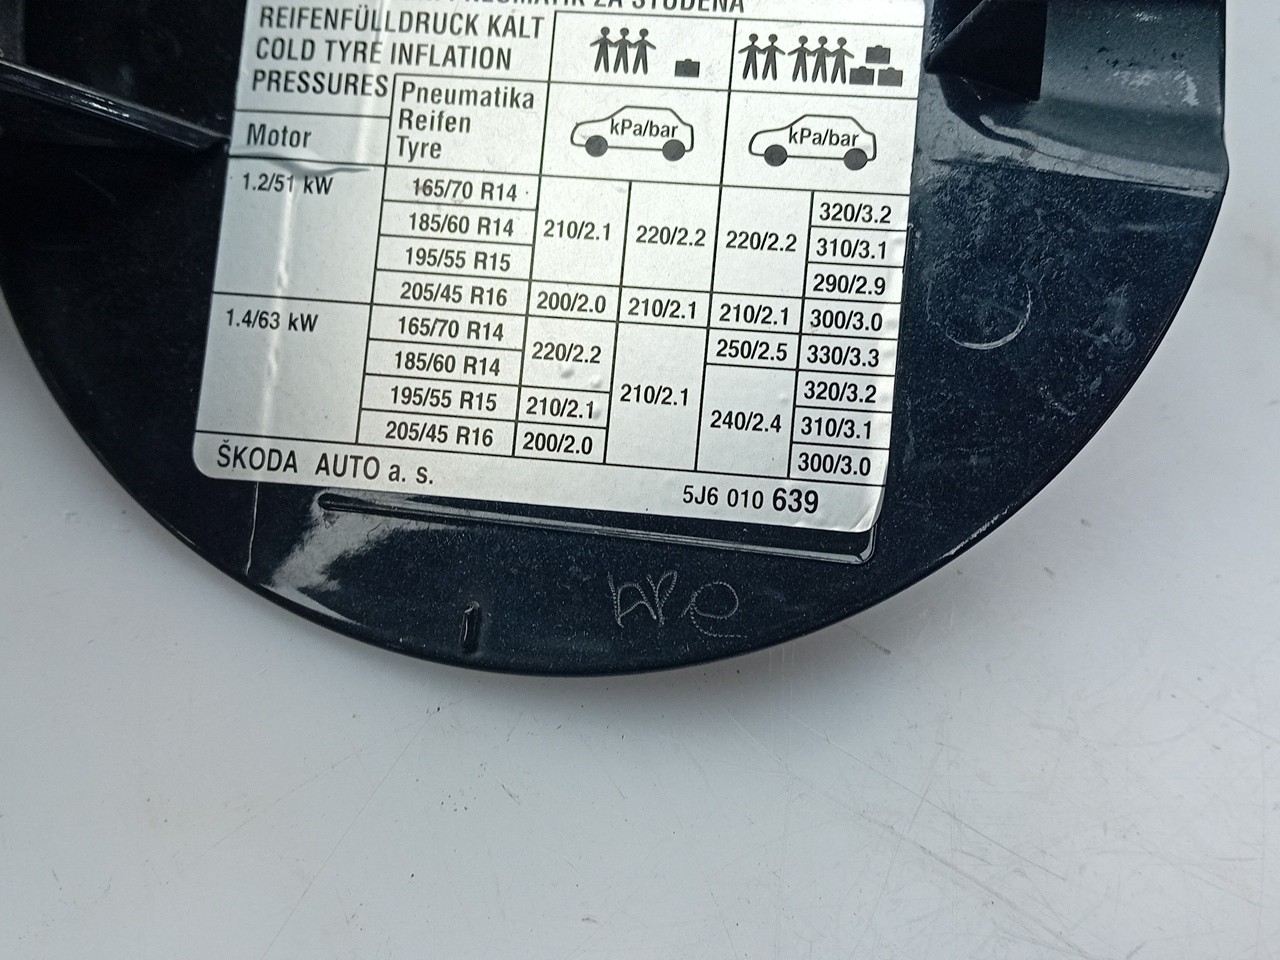 PNEUMATIK ZA STUDENA
REIFENFÜLLDRUCK KALT
COLD TYRE INFLATION
PRESSURES
Motor
Pneumatika
Reifen
Tyre
kPa/bar
kPa/bar
1.2/51 kW
165/70 R14
185/60 R14
195/55 R15
210/2.1
220/2.2
220/2.2
320/3.2
310/3.1
290/2.9
205/45 R16
200/2.0
210/2.1
210/2.1
300/3.0
1.4/63 kW
165/70 R14
185/60 R14
195/55 R15
205/45 R16
220/2.2
210/2.1
200/2.0
210/2.1
250/2.5
240/2.4
330/3.3
320/3.2
310/3.1
300/3.0
ŠKODA AUTO a. s.
5J6 010 639